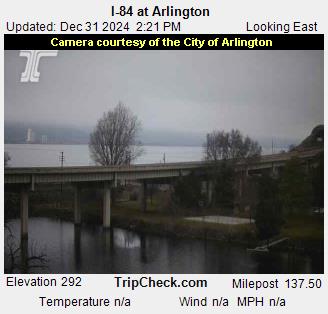 I-84 at Arlington
Updated: Dec 31 2024 2:21 PM Looking East
Camera courtesy of the City of Arlington
Elevation 292 TripCheck.com Milepost 137.50
Temperature n/a Wind n/a MPH n/a